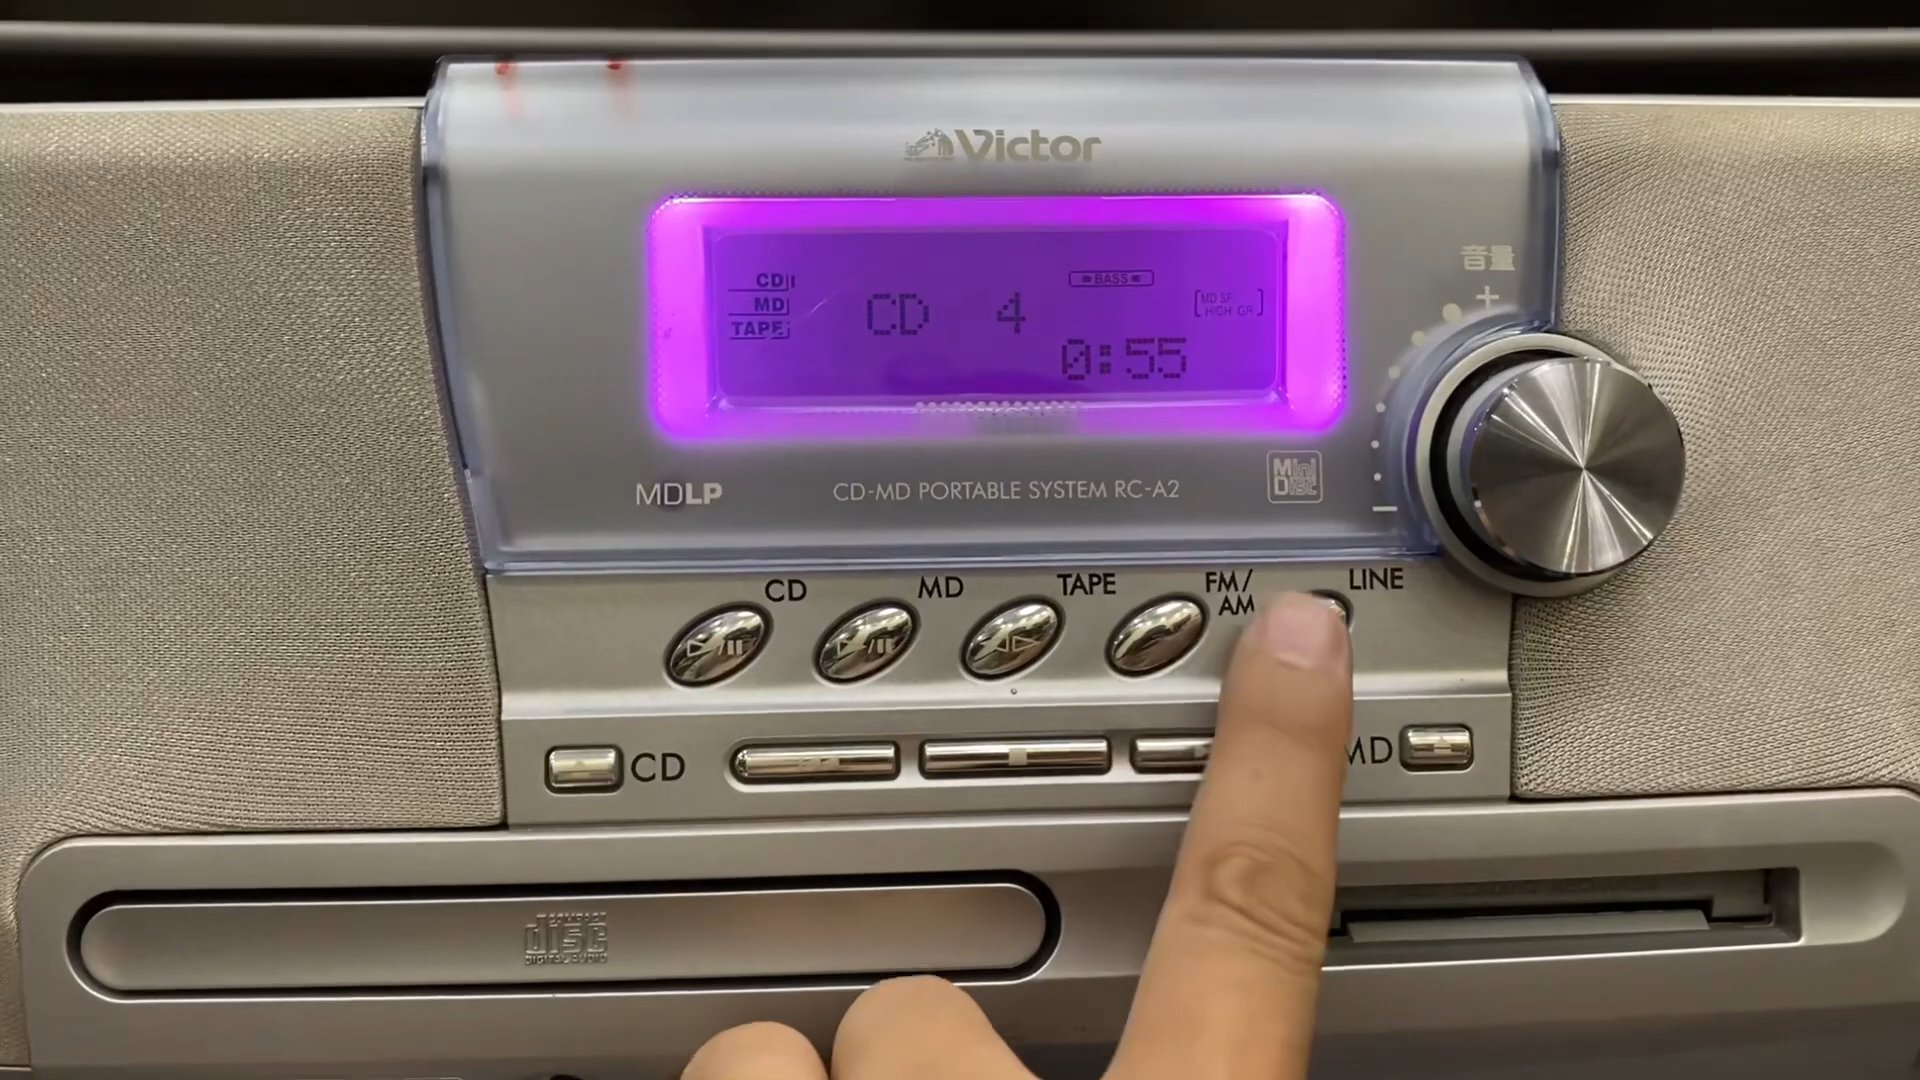 Victor
CD
MD
TAPE
CD 4
BASS
0:55
MD SP
HIGH GR
音量
+
−
MDLP
CD-MD PORTABLE SYSTEM RC-A2
Mini Disc
CD
MD
TAPE
FM/
AM
LINE
CD
MD
COMPACT
disc
DIGITAL AUDIO